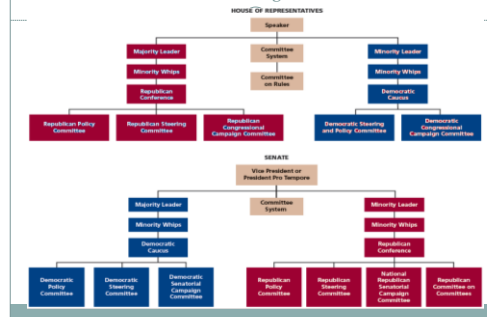 HOUSE OF REPRESENTATIVES
Speaker
Majority Leader
Committee
System
Minority Leader
Minority Whips
Committee
on Rules
Minority Whips
Republican
Conference
Democratic
Caucus
Republican Policy
Committee
Republican Steering
Committee
Republican
Congressional
Campaign Committee
Democratic Steering
and Policy Committee
Democratic
Congressional
Campaign Committee
SENATE
Vice President or
President Pro Tempore
Majority Leader
Committee
System
Minority Leader
Minority Whips
Minority Whips
Democratic
Caucus
Republican
Conference
Democratic
Policy
Committee
Democratic
Steering
Committee
Democratic
Senatorial
Campaign
Committee
Republican
Policy
Committee
Republican
Steering
Committee
National
Republican
Senatorial
Campaign
Committee
Republican
Committee on
Committees